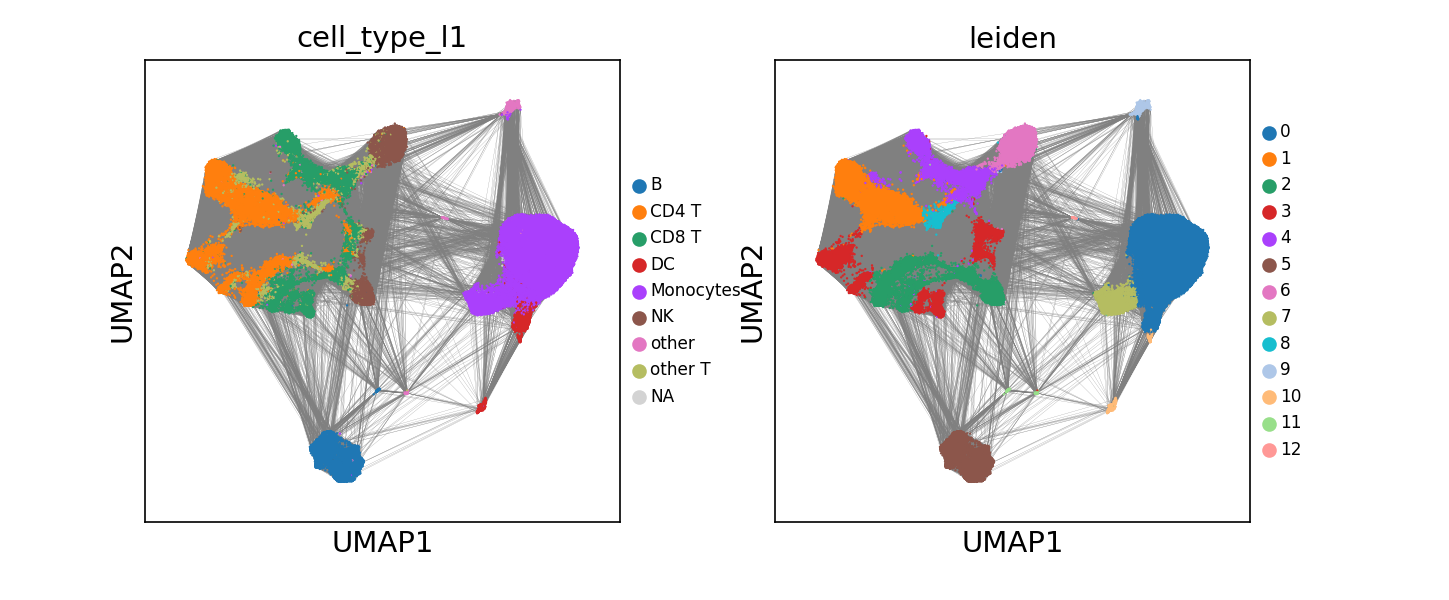 cell_type_l1
UMAP2
UMAP1
B
CD4 T
CD8 T
DC
Monocytes
NK
other
other T
NA
leiden
UMAP2
UMAP1
0
1
2
3
4
5
6
7
8
9
10
11
12